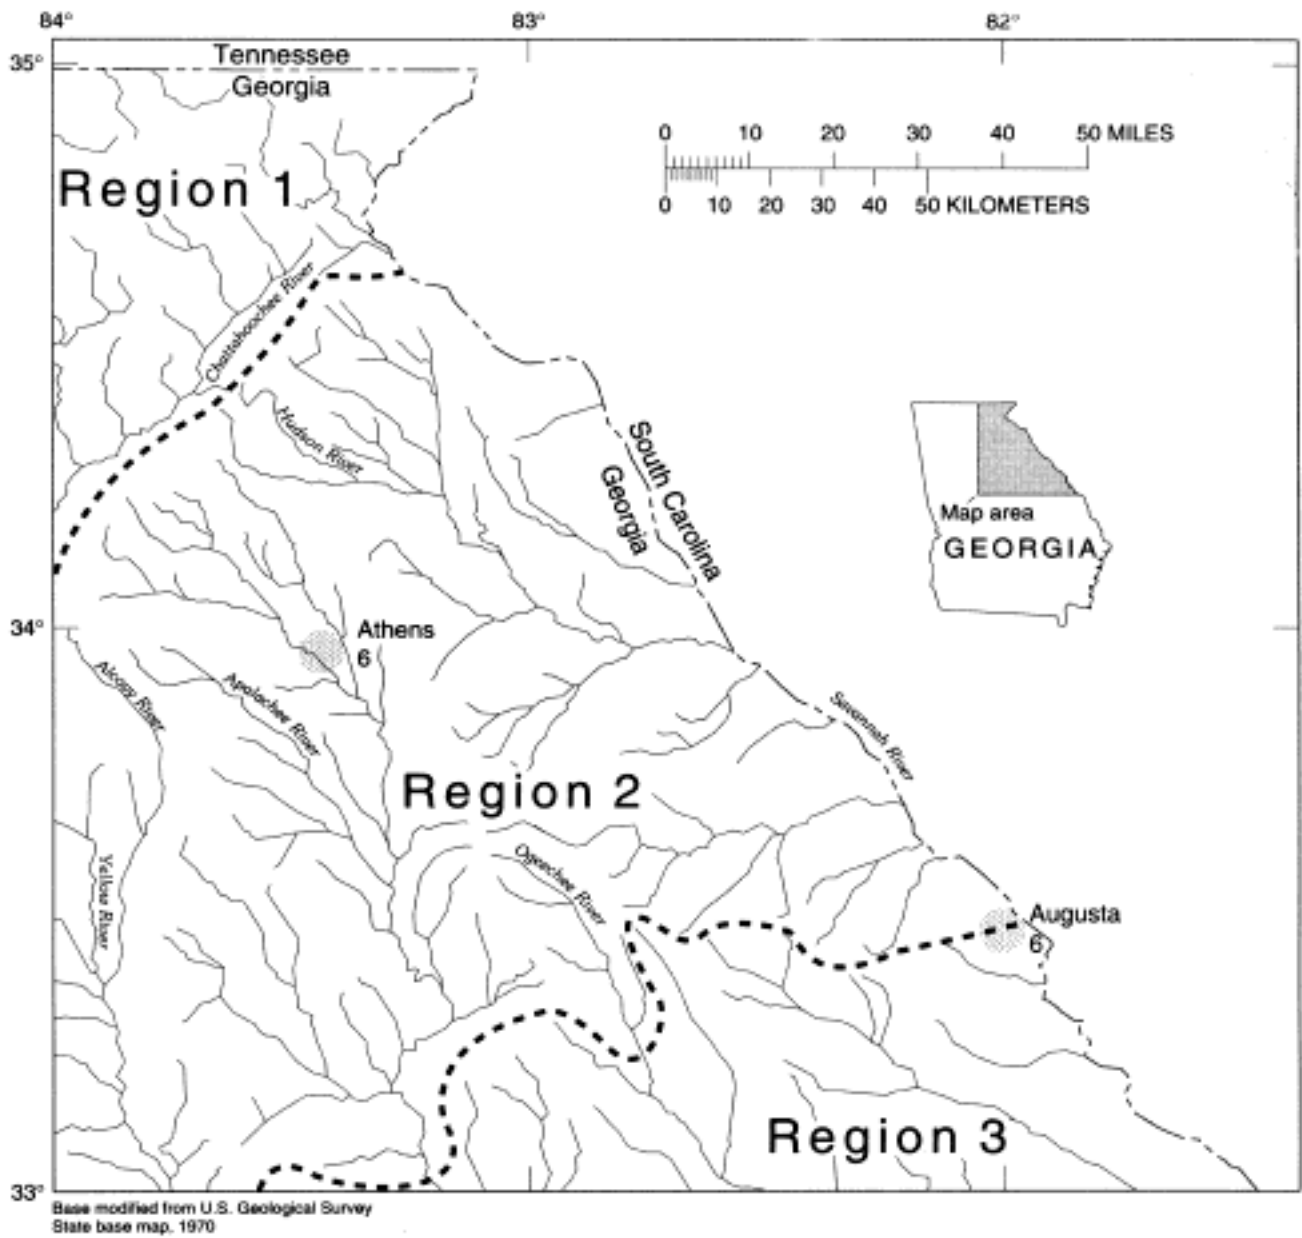 84° 83° 82°
35°
Tennessee
Georgia
0 10 20 30 40 50 MILES
0 10 20 30 40 50 KILOMETERS
Region 1
Chattahoochee River
Hudson River
South Carolina
Georgia
Map area
GEORGIA
34°
Athens
6
Alcovy River
Apalachee River
Savannah River
Region 2
Yellow River
Ogeechee River
Augusta
6
Region 3
33°
Base modified from U.S. Geological Survey
State base map, 1970